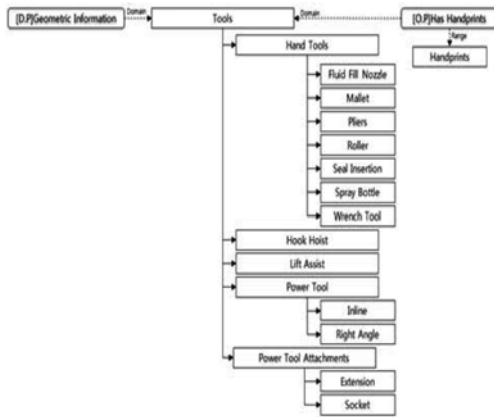 [D.P]Geometric Information
Domain
Tools
Domain
[O.P]Has Handprints
Range
Handprints
Hand Tools
Fluid Fill Nozzle
Mallet
Pliers
Roller
Seal Insertion
Spray Bottle
Wrench Tool
Hook Hoist
Lift Assist
Power Tool
Inline
Right Angle
Power Tool Attachments
Extension
Socket